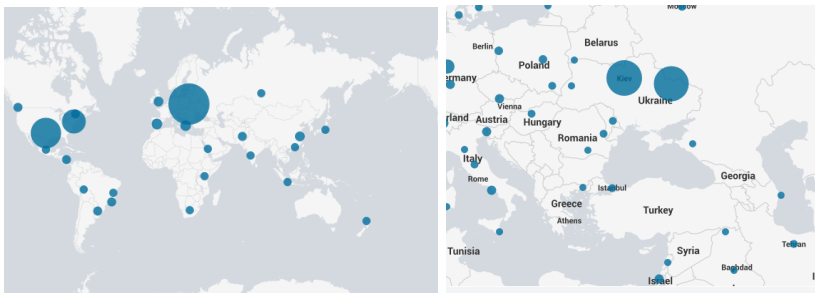 Moscow
Belarus
Berlin
Poland
Kiev
ermany
Ukraine
Vienna
rland
Austria
Hungary
Romania
Italy
Georgia
Rome
Istanbul
Greece
Turkey
Athens
Tehran
Syria
Tunisia
Baghdad
Israel